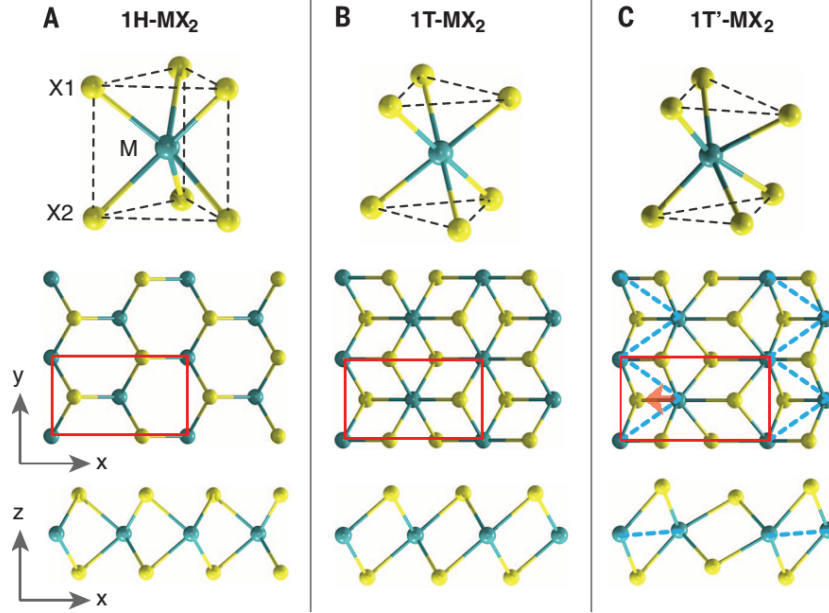 A 1H-MX₂
B 1T-MX₂
C 1T'-MX₂
X1
M
X2
y
x
z
x